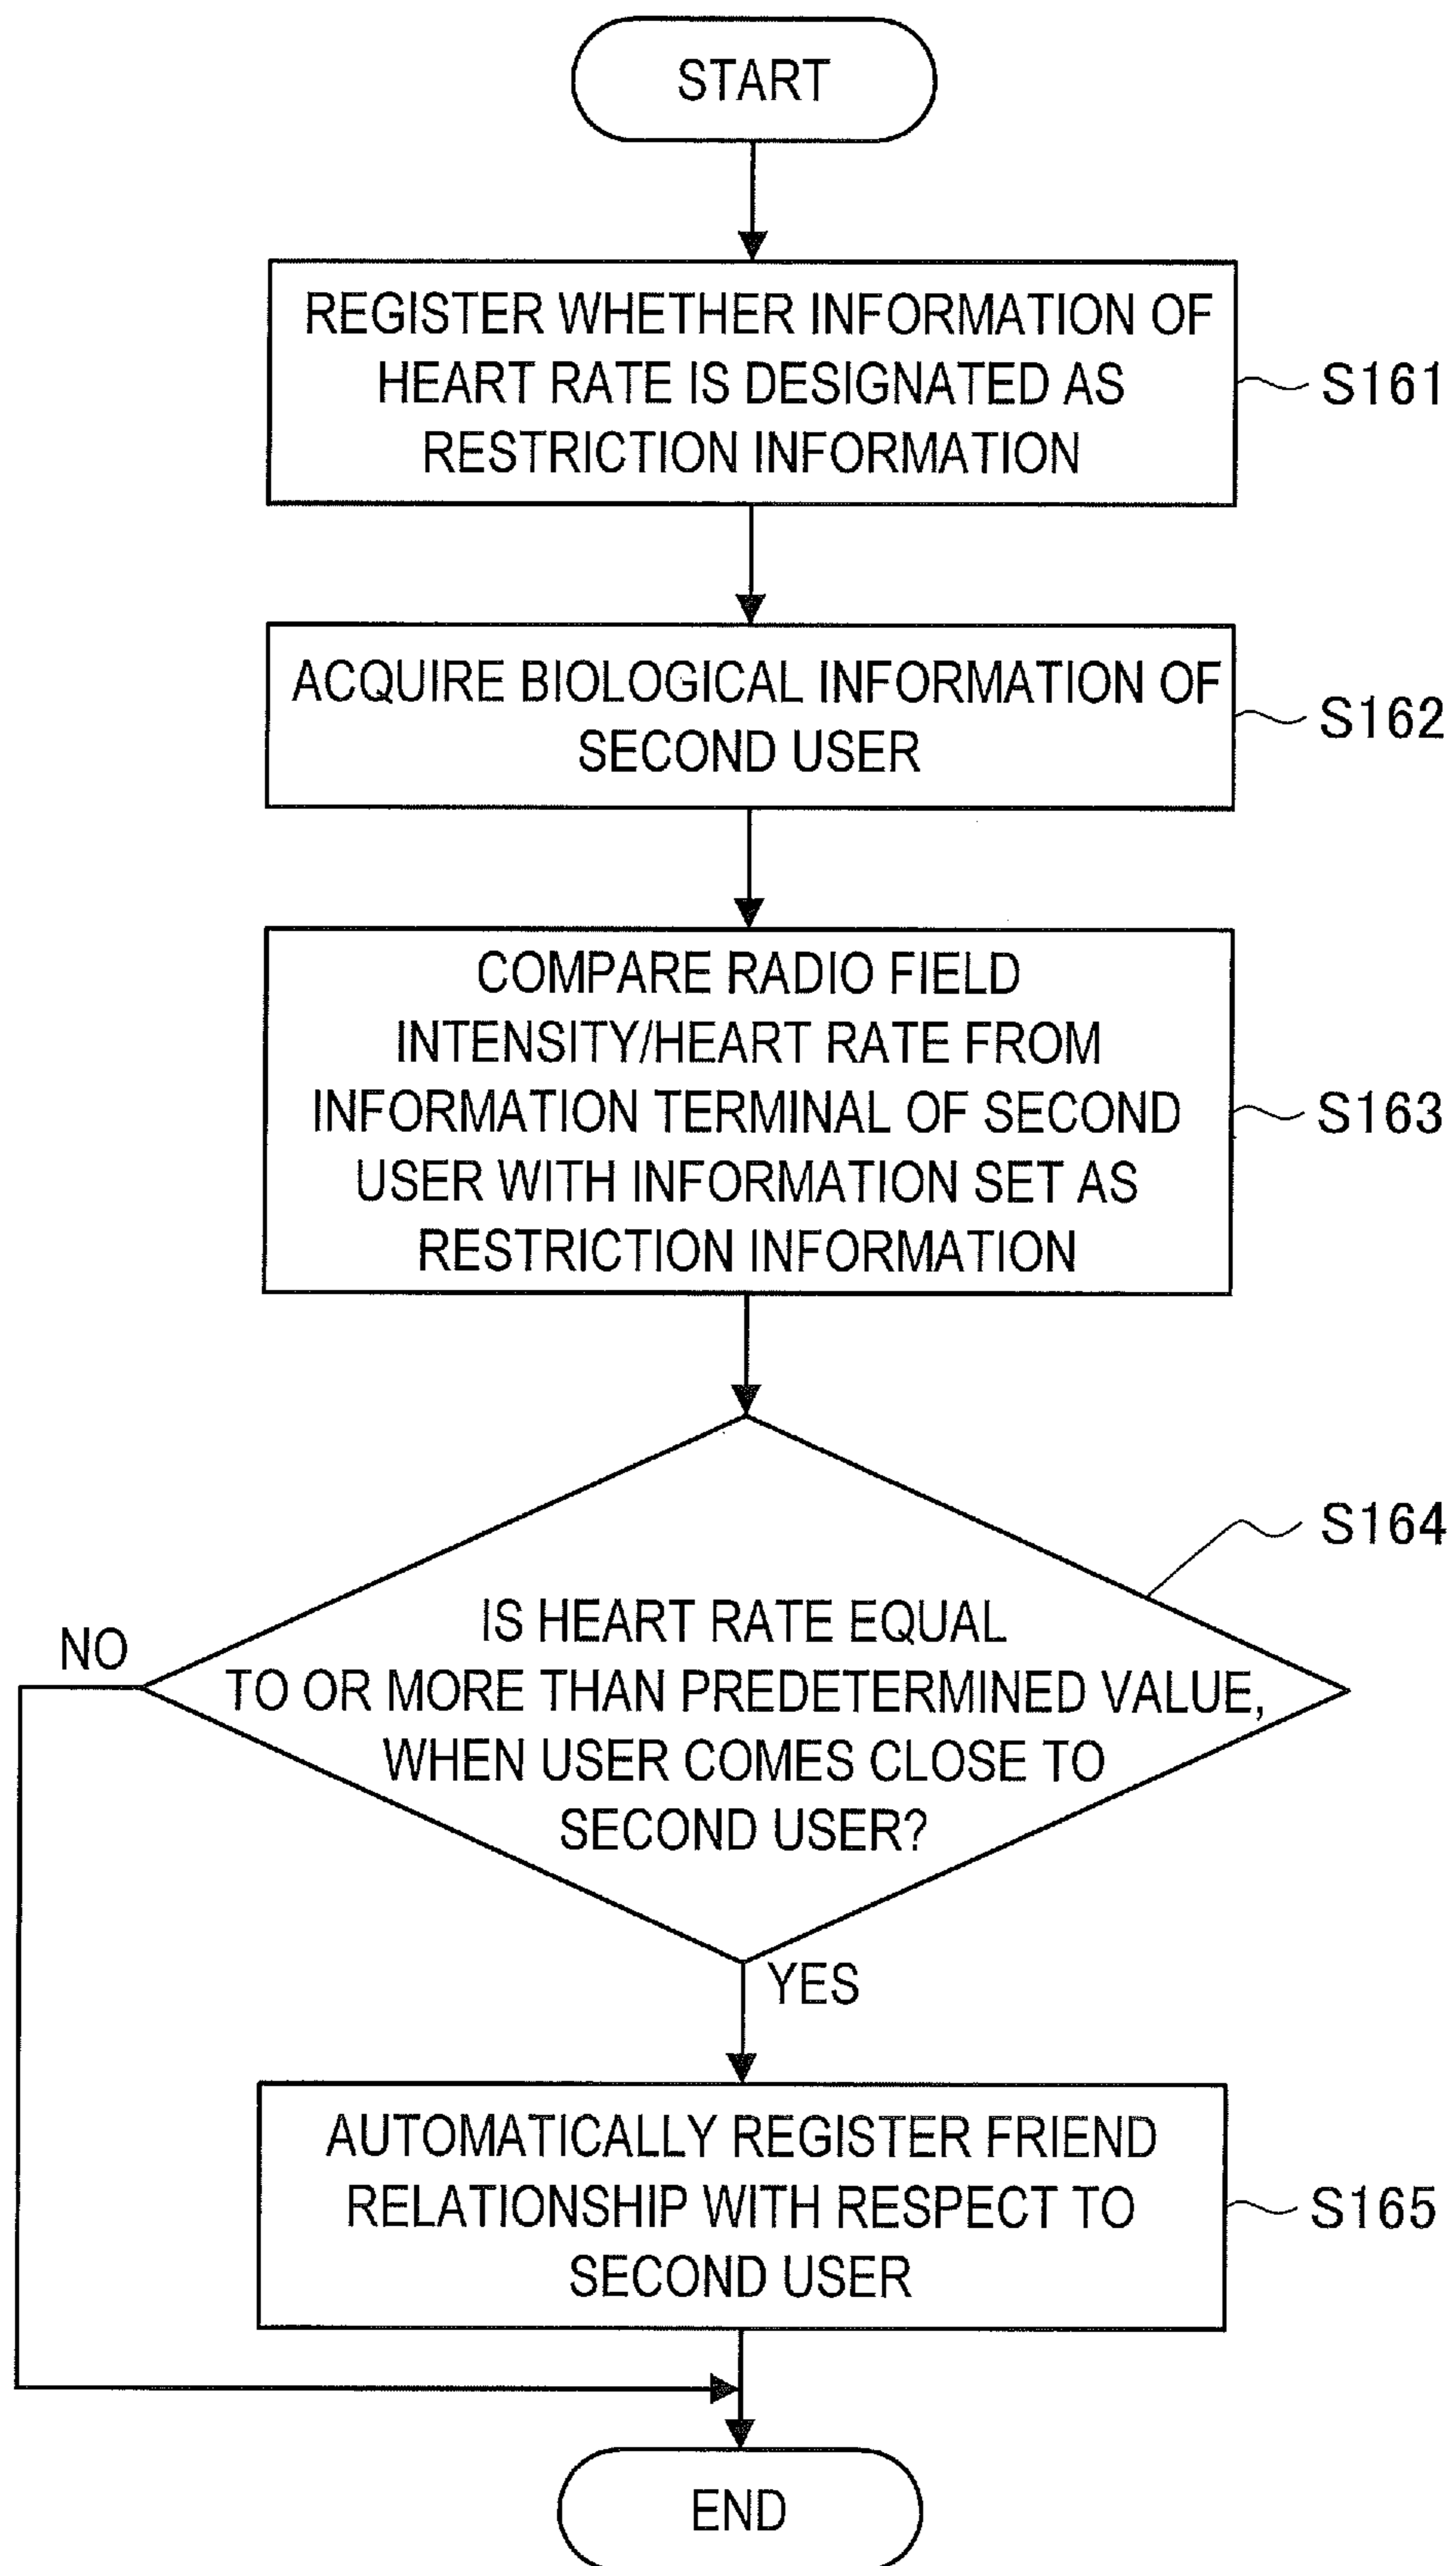 START
REGISTER WHETHER INFORMATION OF
HEART RATE IS DESIGNATED AS
RESTRICTION INFORMATION
S161
ACQUIRE BIOLOGICAL INFORMATION OF
SECOND USER
S162
COMPARE RADIO FIELD
INTENSITY/HEART RATE FROM
INFORMATION TERMINAL OF SECOND
USER WITH INFORMATION SET AS
RESTRICTION INFORMATION
S163
S164
IS HEART RATE EQUAL
TO OR MORE THAN PREDETERMINED VALUE,
WHEN USER COMES CLOSE TO
SECOND USER?
NO
YES
AUTOMATICALLY REGISTER FRIEND
RELATIONSHIP WITH RESPECT TO
SECOND USER
S165
END